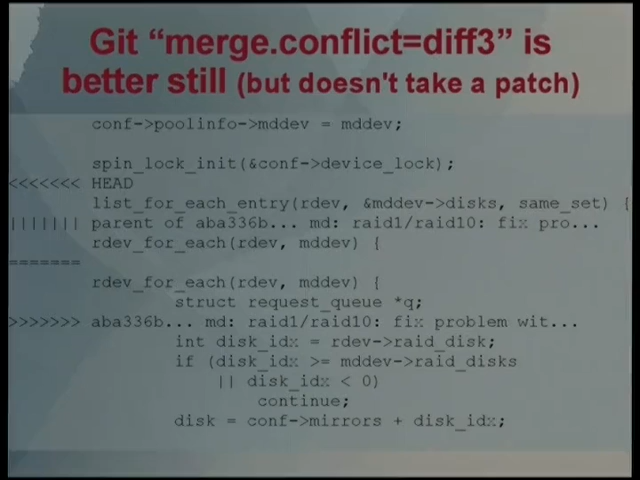 Git “merge.conflict=diff3” is
better still (but doesn't take a patch)
conf->poolinfo->mddev = mddev;
spin_lock_init(&conf->device_lock);
<<<<<<< HEAD
list_for_each_entry(rdev, &mddev->disks, same_set) {
||||||| parent of aba336b... md: raid1/raid10: fix pro...
rdev_for_each(rdev, mddev) {
=======
rdev_for_each(rdev, mddev) {
struct request_queue *q;
>>>>>>> aba336b... md: raid1/raid10: fix problem wit...
int disk_idx = rdev->raid_disk;
if (disk_idx >= mddev->raid_disks
|| disk_idx < 0)
continue;
disk = conf->mirrors + disk_idx;